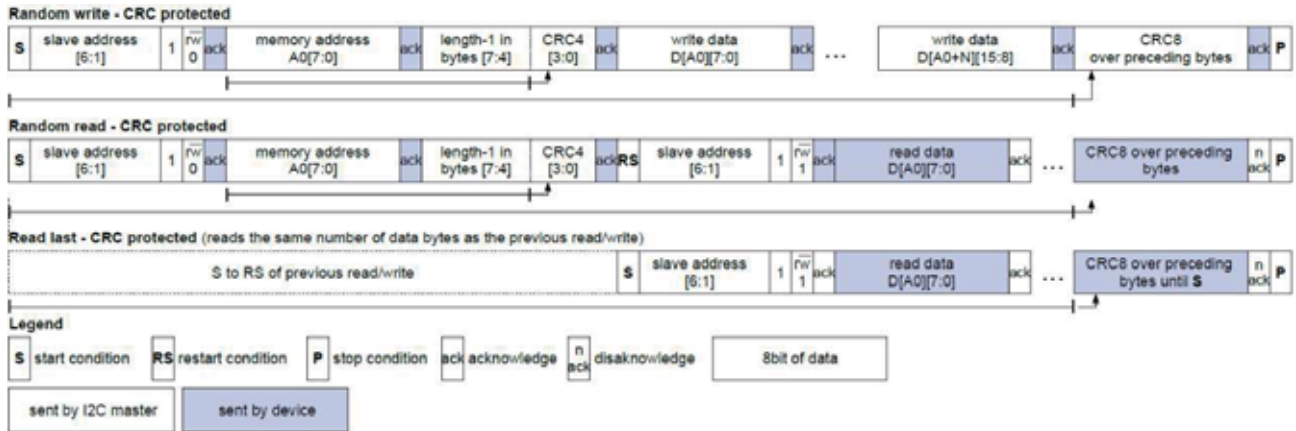 Random write - CRC protected
S slave address [6:1] 1 rw 0 ack memory address A0[7:0] ack length-1 in bytes [7:4] CRC4 [3:0] ack write data D[A0][7:0] ack ... write data D[A0+N][15:8] ack CRC8 over preceding bytes ack P
Random read - CRC protected
S slave address [6:1] 1 rw 0 ack memory address A0[7:0] ack length-1 in bytes [7:4] CRC4 [3:0] ack RS slave address [6:1] 1 rw 1 ack read data D[A0][7:0] ack ... CRC8 over preceding bytes n ack P
Read last - CRC protected (reads the same number of data bytes as the previous read/write)
S to RS of previous read/write S slave address [6:1] 1 rw 1 ack read data D[A0][7:0] ack ... CRC8 over preceding bytes until S n ack P
Legend
S start condition RS restart condition P stop condition ack acknowledge n ack disaknowledge 8bit of data
sent by I2C master sent by device